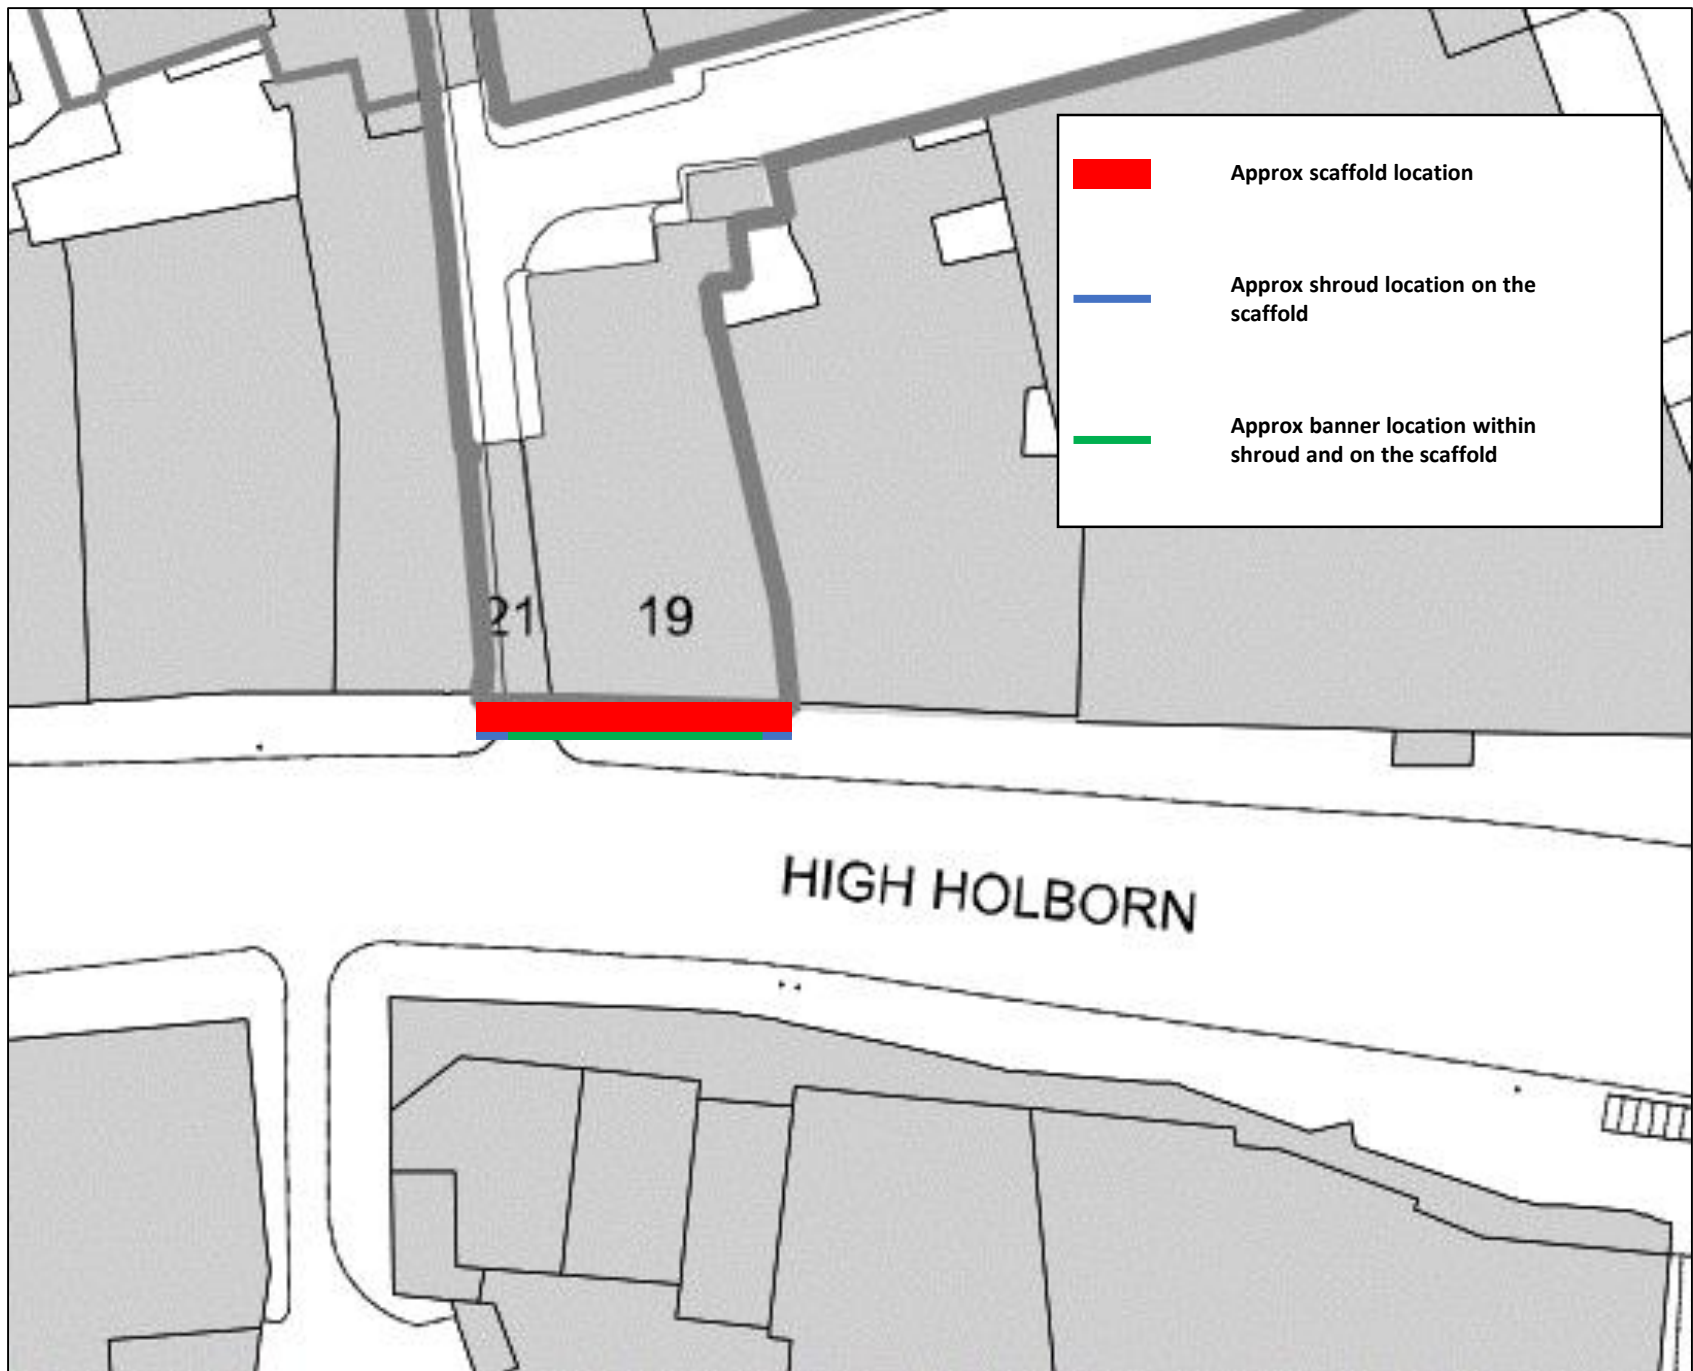 Approx scaffold location
Approx shroud location on the
scaffold
Approx banner location within
shroud and on the scaffold
21
19
HIGH HOLBORN